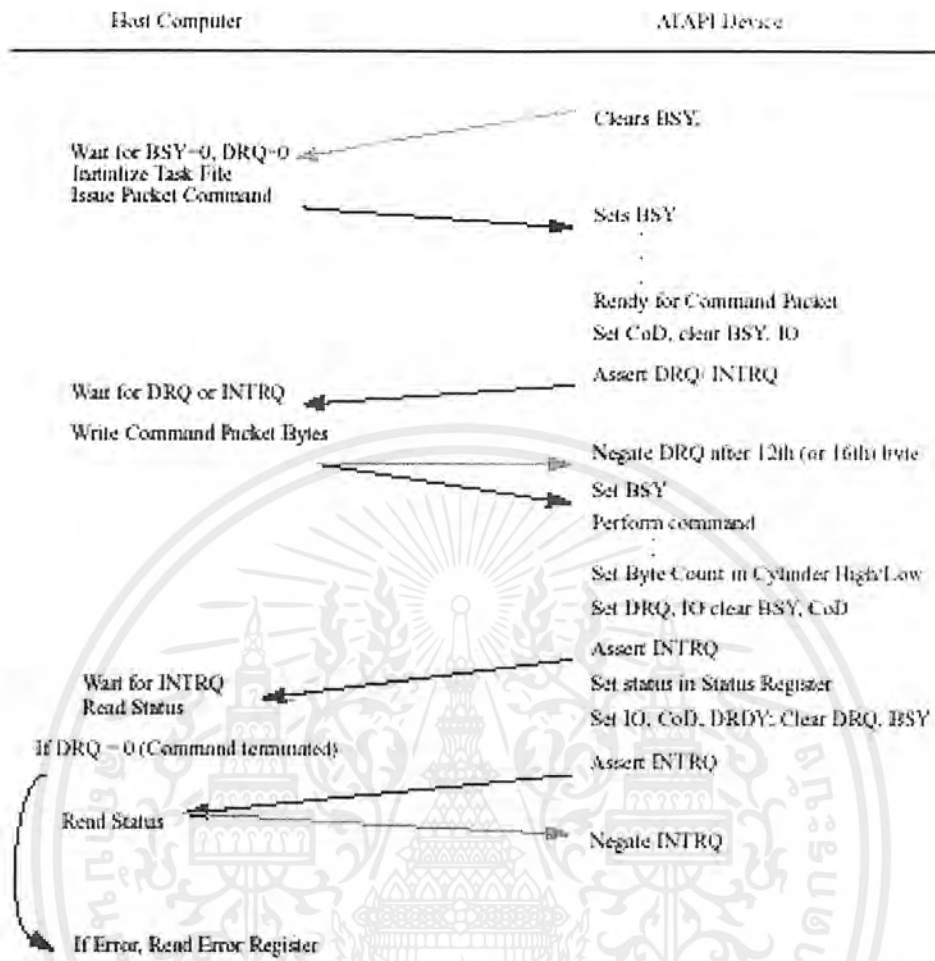 Host Computer
ATAPI Device
Clears BSY,
Wait for BSY=0, DRQ=0
Initialize Task File
Issue Packet Command
Sets BSY
Ready for Command Packet
Set CoD, clear BSY, IO
Assert DRQ/ INTRQ
Wait for DRQ or INTRQ
Write Command Packet Bytes
Negate DRQ after 12th (or 16th) byte
Set BSY
Perform command
Set Byte Count in Cylinder High/Low
Set DRQ, IO clear BSY, CoD
Assert INTRQ
Wait for INTRQ
Read Status
Set status in Status Register
Set IO, CoD, DRDY; Clear DRQ, BSY
If DRQ = 0 (Command terminated)
Assert INTRQ
Read Status
Negate INTRQ
If Error, Read Error Register